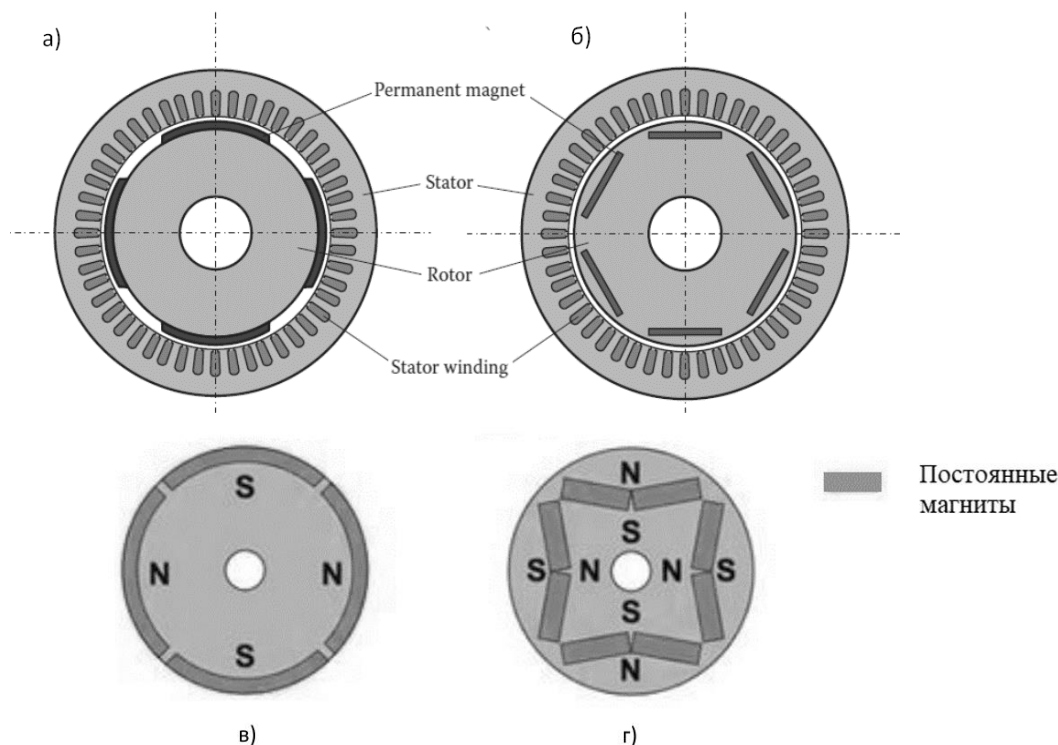 а)
б)
Permanent magnet
Stator
Rotor
Stator winding
S
N
N
S
N
S
S
N
N
S
S
N
Постоянные
магниты
в)
г)